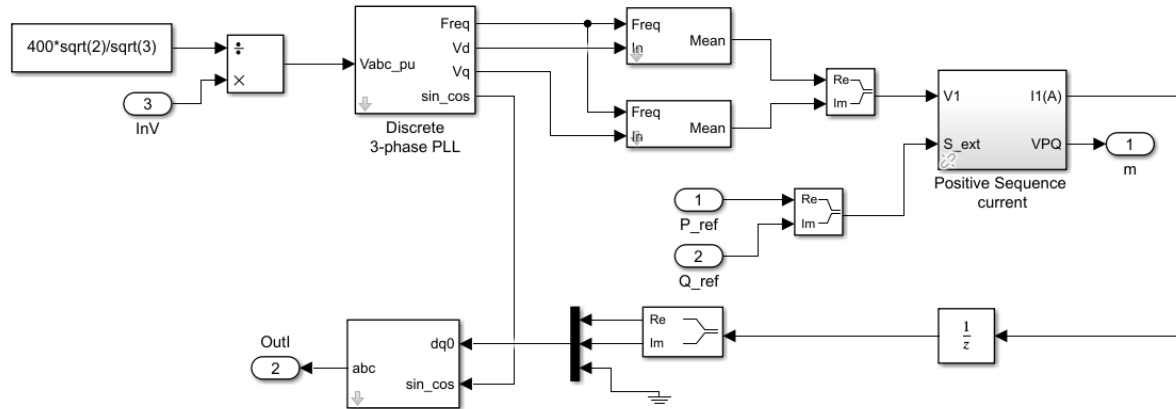 400*sqrt(2)/sqrt(3)
÷
×
3
InV
Vabc_pu
Freq
Vd
Vq
sin_cos
Discrete
3-phase PLL
Freq
In
Mean
Freq
In
Mean
Re
Im
V1
I1(A)
S_ext
VPQ
Positive Sequence
current
1
m
1
P_ref
2
Q_ref
Re
Im
OutI
2
abc
dq0
sin_cos
Re
Im
1
z